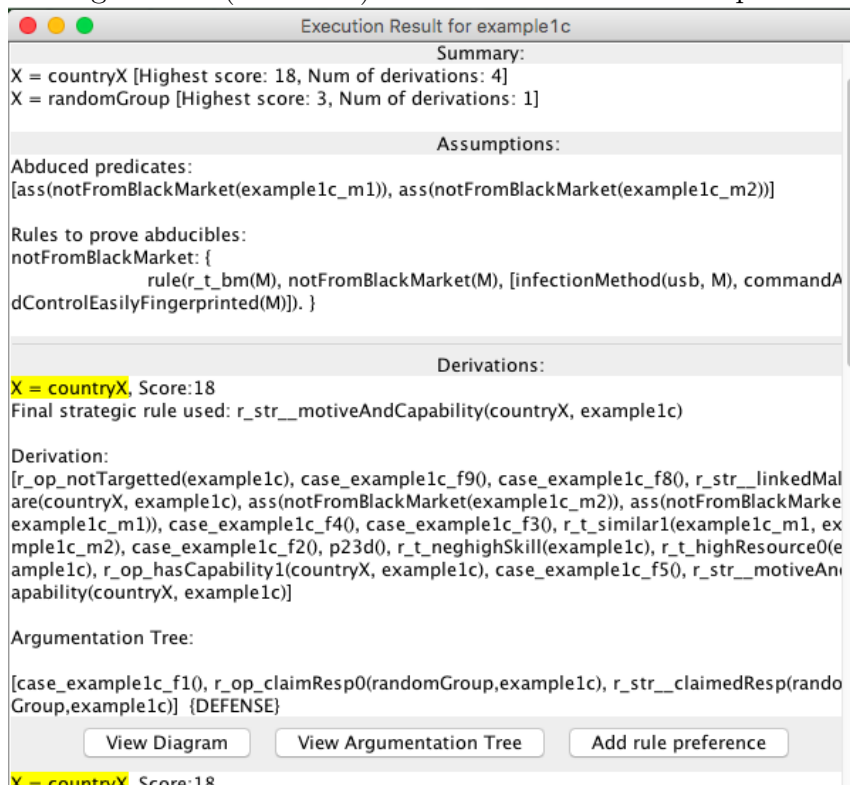 Execution Result for example1c
Summary:
X = countryX [Highest score: 18, Num of derivations: 4]
X = randomGroup [Highest score: 3, Num of derivations: 1]
Assumptions:
Abduced predicates:
[ass(notFromBlackMarket(example1c_m1)), ass(notFromBlackMarket(example1c_m2))]
Rules to prove abducibles:
notFromBlackMarket: {
rule(r_t_bm(M), notFromBlackMarket(M), [infectionMethod(usb, M), commandA
dControlEasilyFingerprinted(M)]). }
Derivations:
X = countryX, Score:18
Final strategic rule used: r_str__motiveAndCapability(countryX, example1c)
Derivation:
[r_op_notTargetted(example1c), case_example1c_f9(), case_example1c_f8(), r_str__linkedMal
are(countryX, example1c), ass(notFromBlackMarket(example1c_m2)), ass(notFromBlackMarke
example1c_m1)), case_example1c_f4(), case_example1c_f3(), r_t_similar1(example1c_m1, ex
mple1c_m2), case_example1c_f2(), p23d(), r_t_neghighSkill(example1c), r_t_highResource0(e
ample1c), r_op_hasCapability1(countryX, example1c), case_example1c_f5(), r_str__motiveAn
apability(countryX, example1c)]
Argumentation Tree:
[case_example1c_f1(), r_op_claimResp0(randomGroup,example1c), r_str__claimedResp(rando
Group,example1c)] {DEFENSE}
View Diagram View Argumentation Tree Add rule preference
X = countryX, Score:18